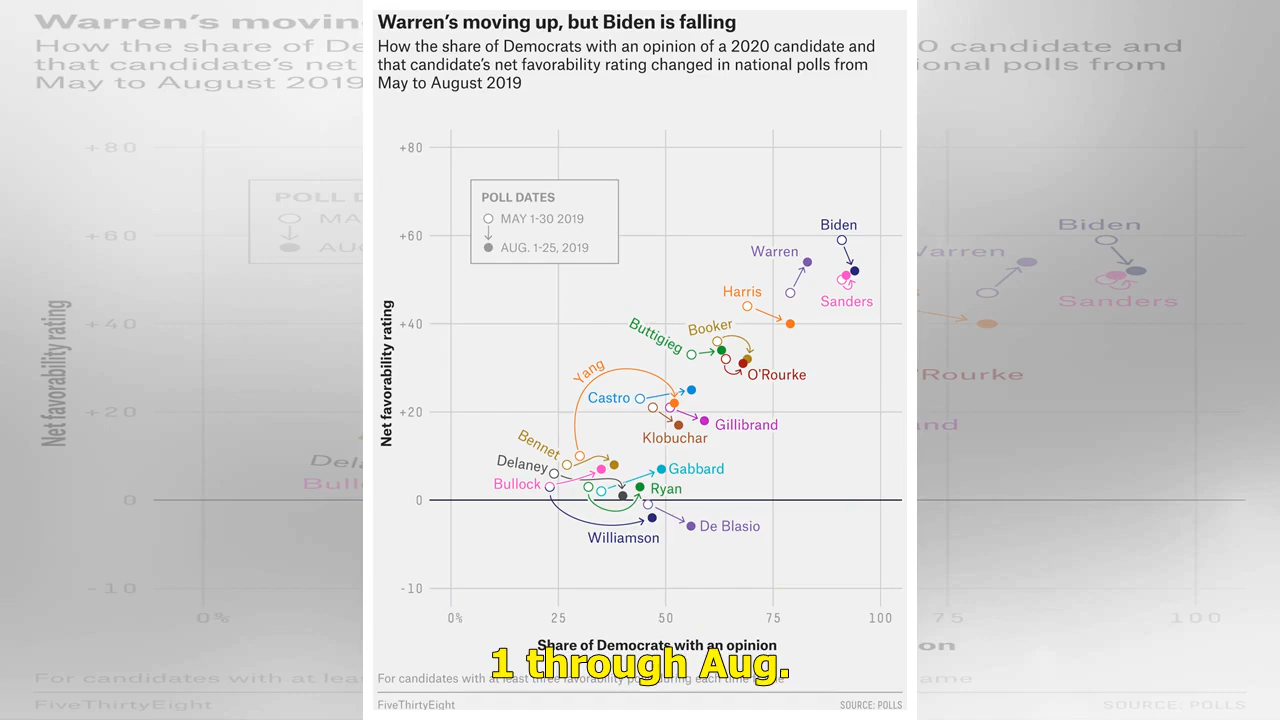 Warren's moving up, but Biden is falling
How the share of Democrats with an opinion of a 2020 candidate and
that candidate's net favorability rating changed in national polls from
May to August 2019
+80
POLL DATES
MAY 1-30 2019
AUG. 1-25, 2019
+60
Biden
Warren
Sanders
Harris
+40
Booker
Buttigieg
O'Rourke
Yang
Castro
+20
Gillibrand
Klobuchar
Bennet
Delaney
Gabbard
Bullock
Ryan
0
De Blasio
Williamson
-10
Net favorability rating
0%
25
50
75
100
Share of Democrats with an opinion
1 through Aug.
For candidates with at least three favorability during each time
FiveThirtyEight
SOURCE: POLLS